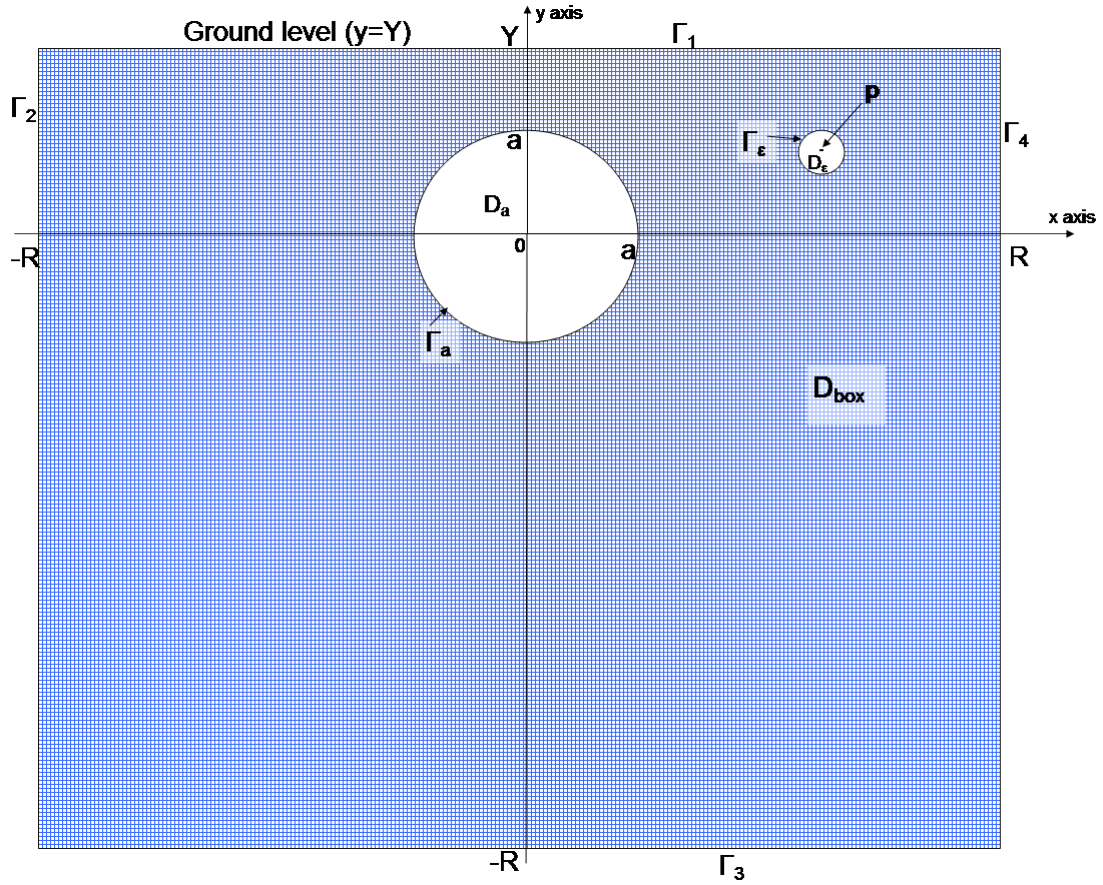 y axis
Ground level (y=Y)
Y
Γ1
Γ2
p
Γε
Γ4
a
Dε
Da
x axis
0
a
-R
R
Γa
Dbox
-R
Γ3